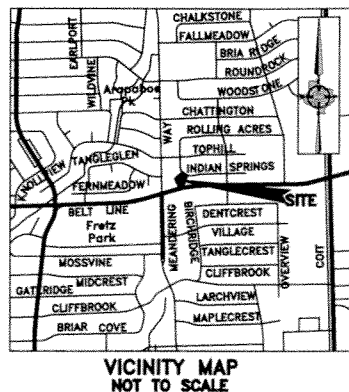 CHALKSTONE
FALLMEADOW
BRIA RIDGE
ROUNDROCK
WOODSTONE
EARLPORT
WILDVINE
Arapahoe
Pk
CHATTINGTON
ROLLING ACRES
TOPHILL
INDIAN SPRINGS
WAY
TANGLEGLEN
KNOLLVIEW
FERNMEADOW
SITE
BELT LINE
Fretz
Park
MEANDERING
BIRCHRIDGE
DENTCREST
VILLAGE
TANGLECREST
CLIFFBROOK
OVERVIEW
COIT
MOSSVINE
MIDCREST
GATERIDGE
CLIFFBROOK
BRIAR COVE
LARCHVIEW
MAPLECREST
VICINITY MAP
NOT TO SCALE